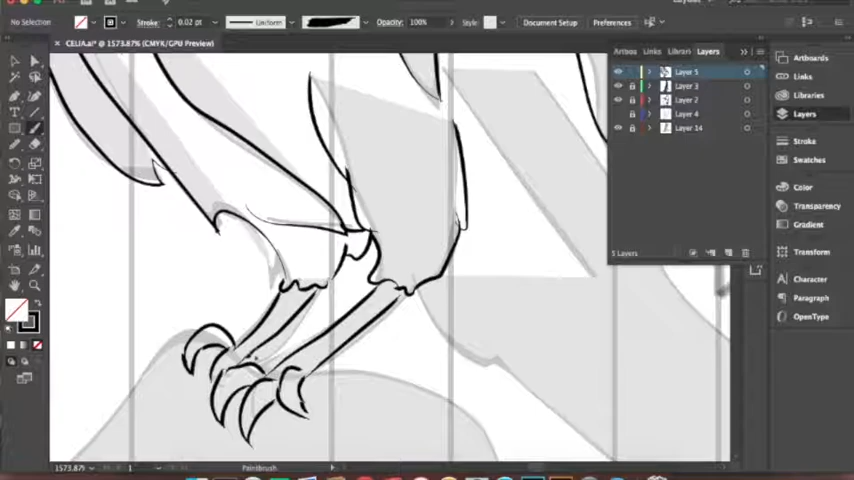 No Selection Stroke: 0.02 pt Uniform Opacity: 100% Style: Document Setup Preferences
× CELIA.ai* @ 1573.87% (CMYK/GPU Preview)
Links Layers
Layer 5
Layer 3
Layer 2
Layer 4
Layer 14
5 Layers
Artboards
Links
Libraries
Layers
Stroke
Swatches
Color
Transparency
Gradient
Transform
Character
Paragraph
OpenType
1573.87% 1 Paintbrush